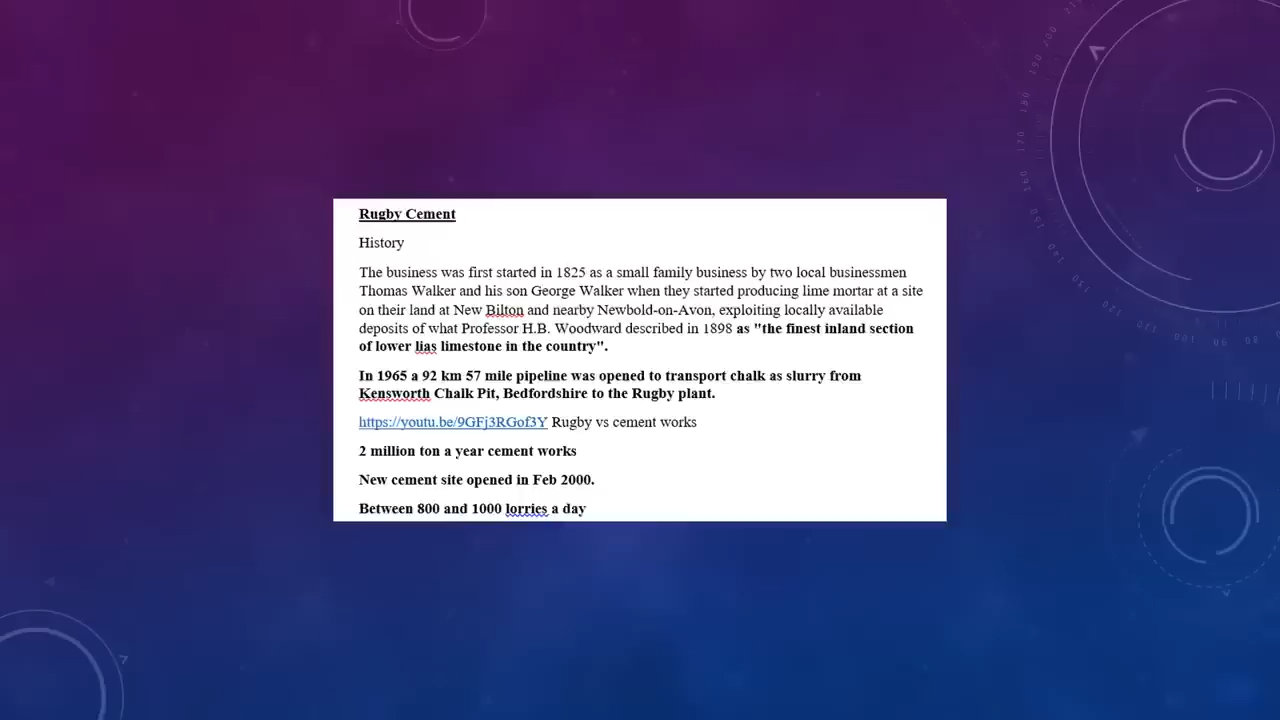 Rugby Cement
History
The business was first started in 1825 as a small family business by two local businessmen
Thomas Walker and his son George Walker when they started producing lime mortar at a site
on their land at New Bilton and nearby Newbold-on-Avon, exploiting locally available
deposits of what Professor H.B. Woodward described in 1898 as "the finest inland section
of lower lias limestone in the country".
In 1965 a 92 km 57 mile pipeline was opened to transport chalk as slurry from
Kensworth Chalk Pit, Bedfordshire to the Rugby plant.
https://youtu.be/9GFj3RGof3Y Rugby vs cement works
2 million ton a year cement works
New cement site opened in Feb 2000.
Between 800 and 1000 lorries a day